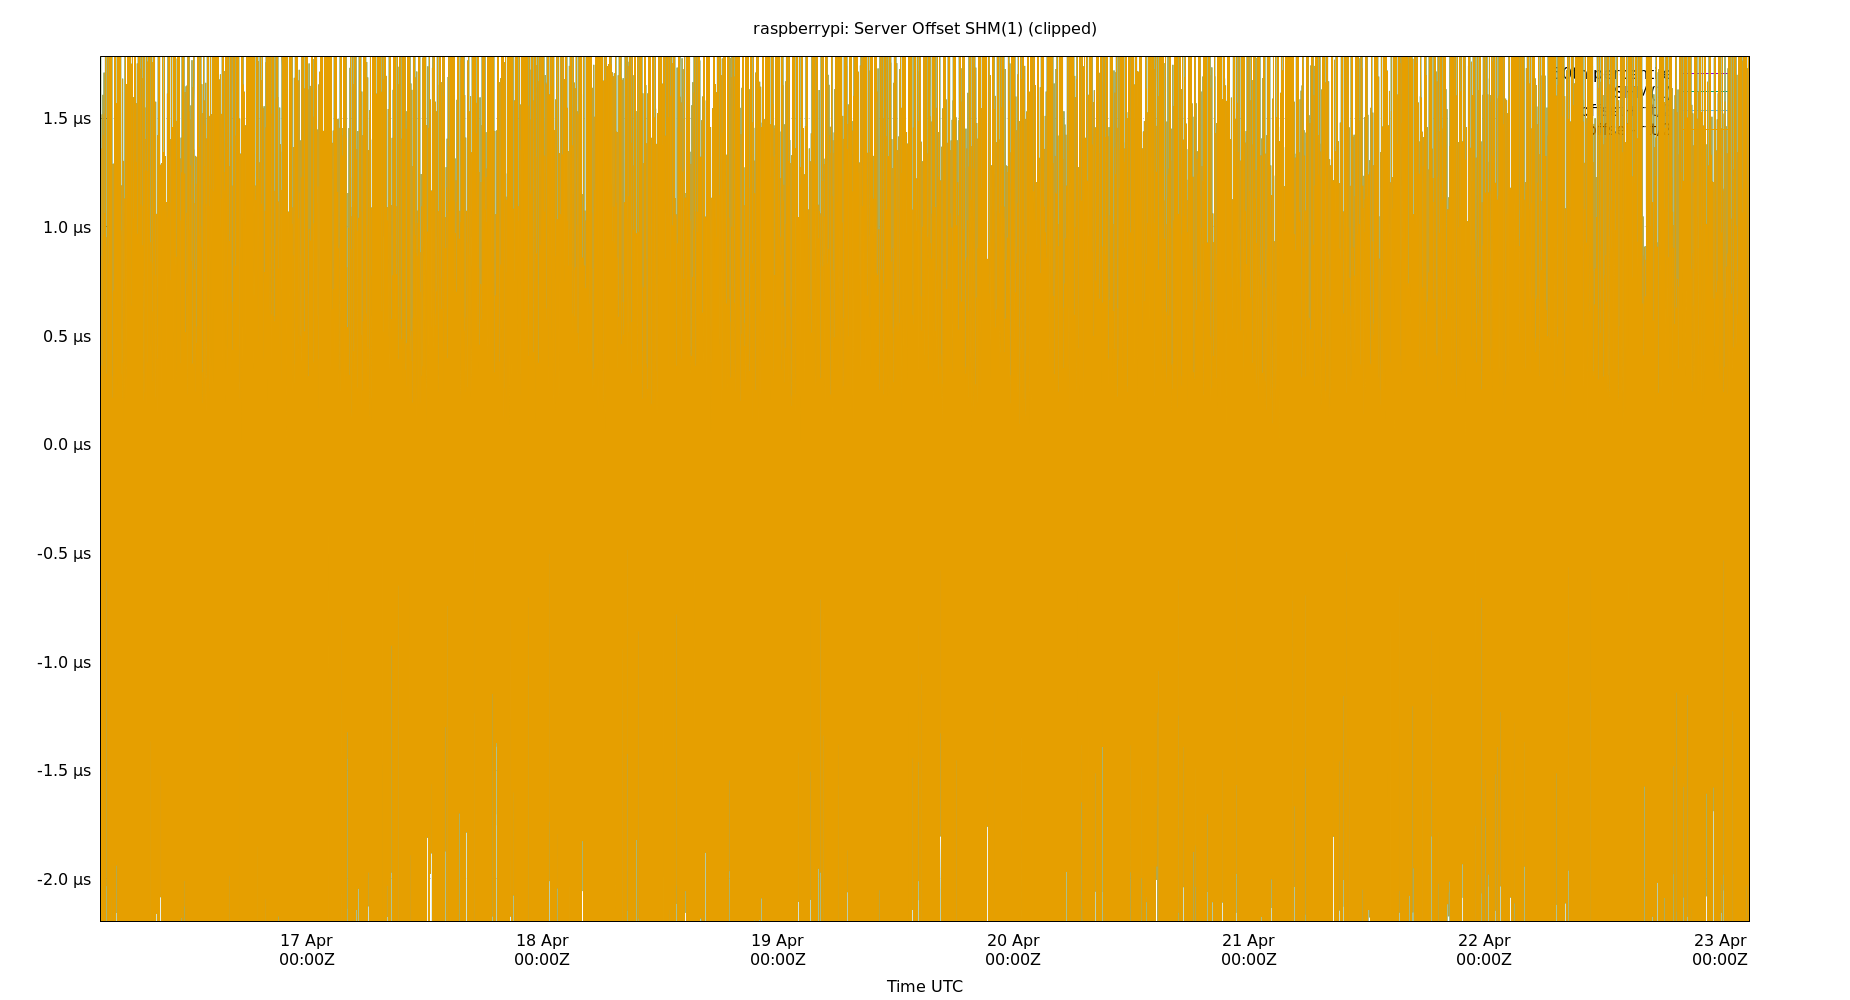 raspberrypi: Server Offset SHM(1) (clipped)
1.5 µs
1.0 µs
0.5 µs
0.0 µs
-0.5 µs
-1.0 µs
-1.5 µs
-2.0 µs
17 Apr 18 Apr 19 Apr 20 Apr 21 Apr 22 Apr 23 Apr
00:00Z 00:00Z 00:00Z 00:00Z 00:00Z 00:00Z 00:00Z
Time UTC